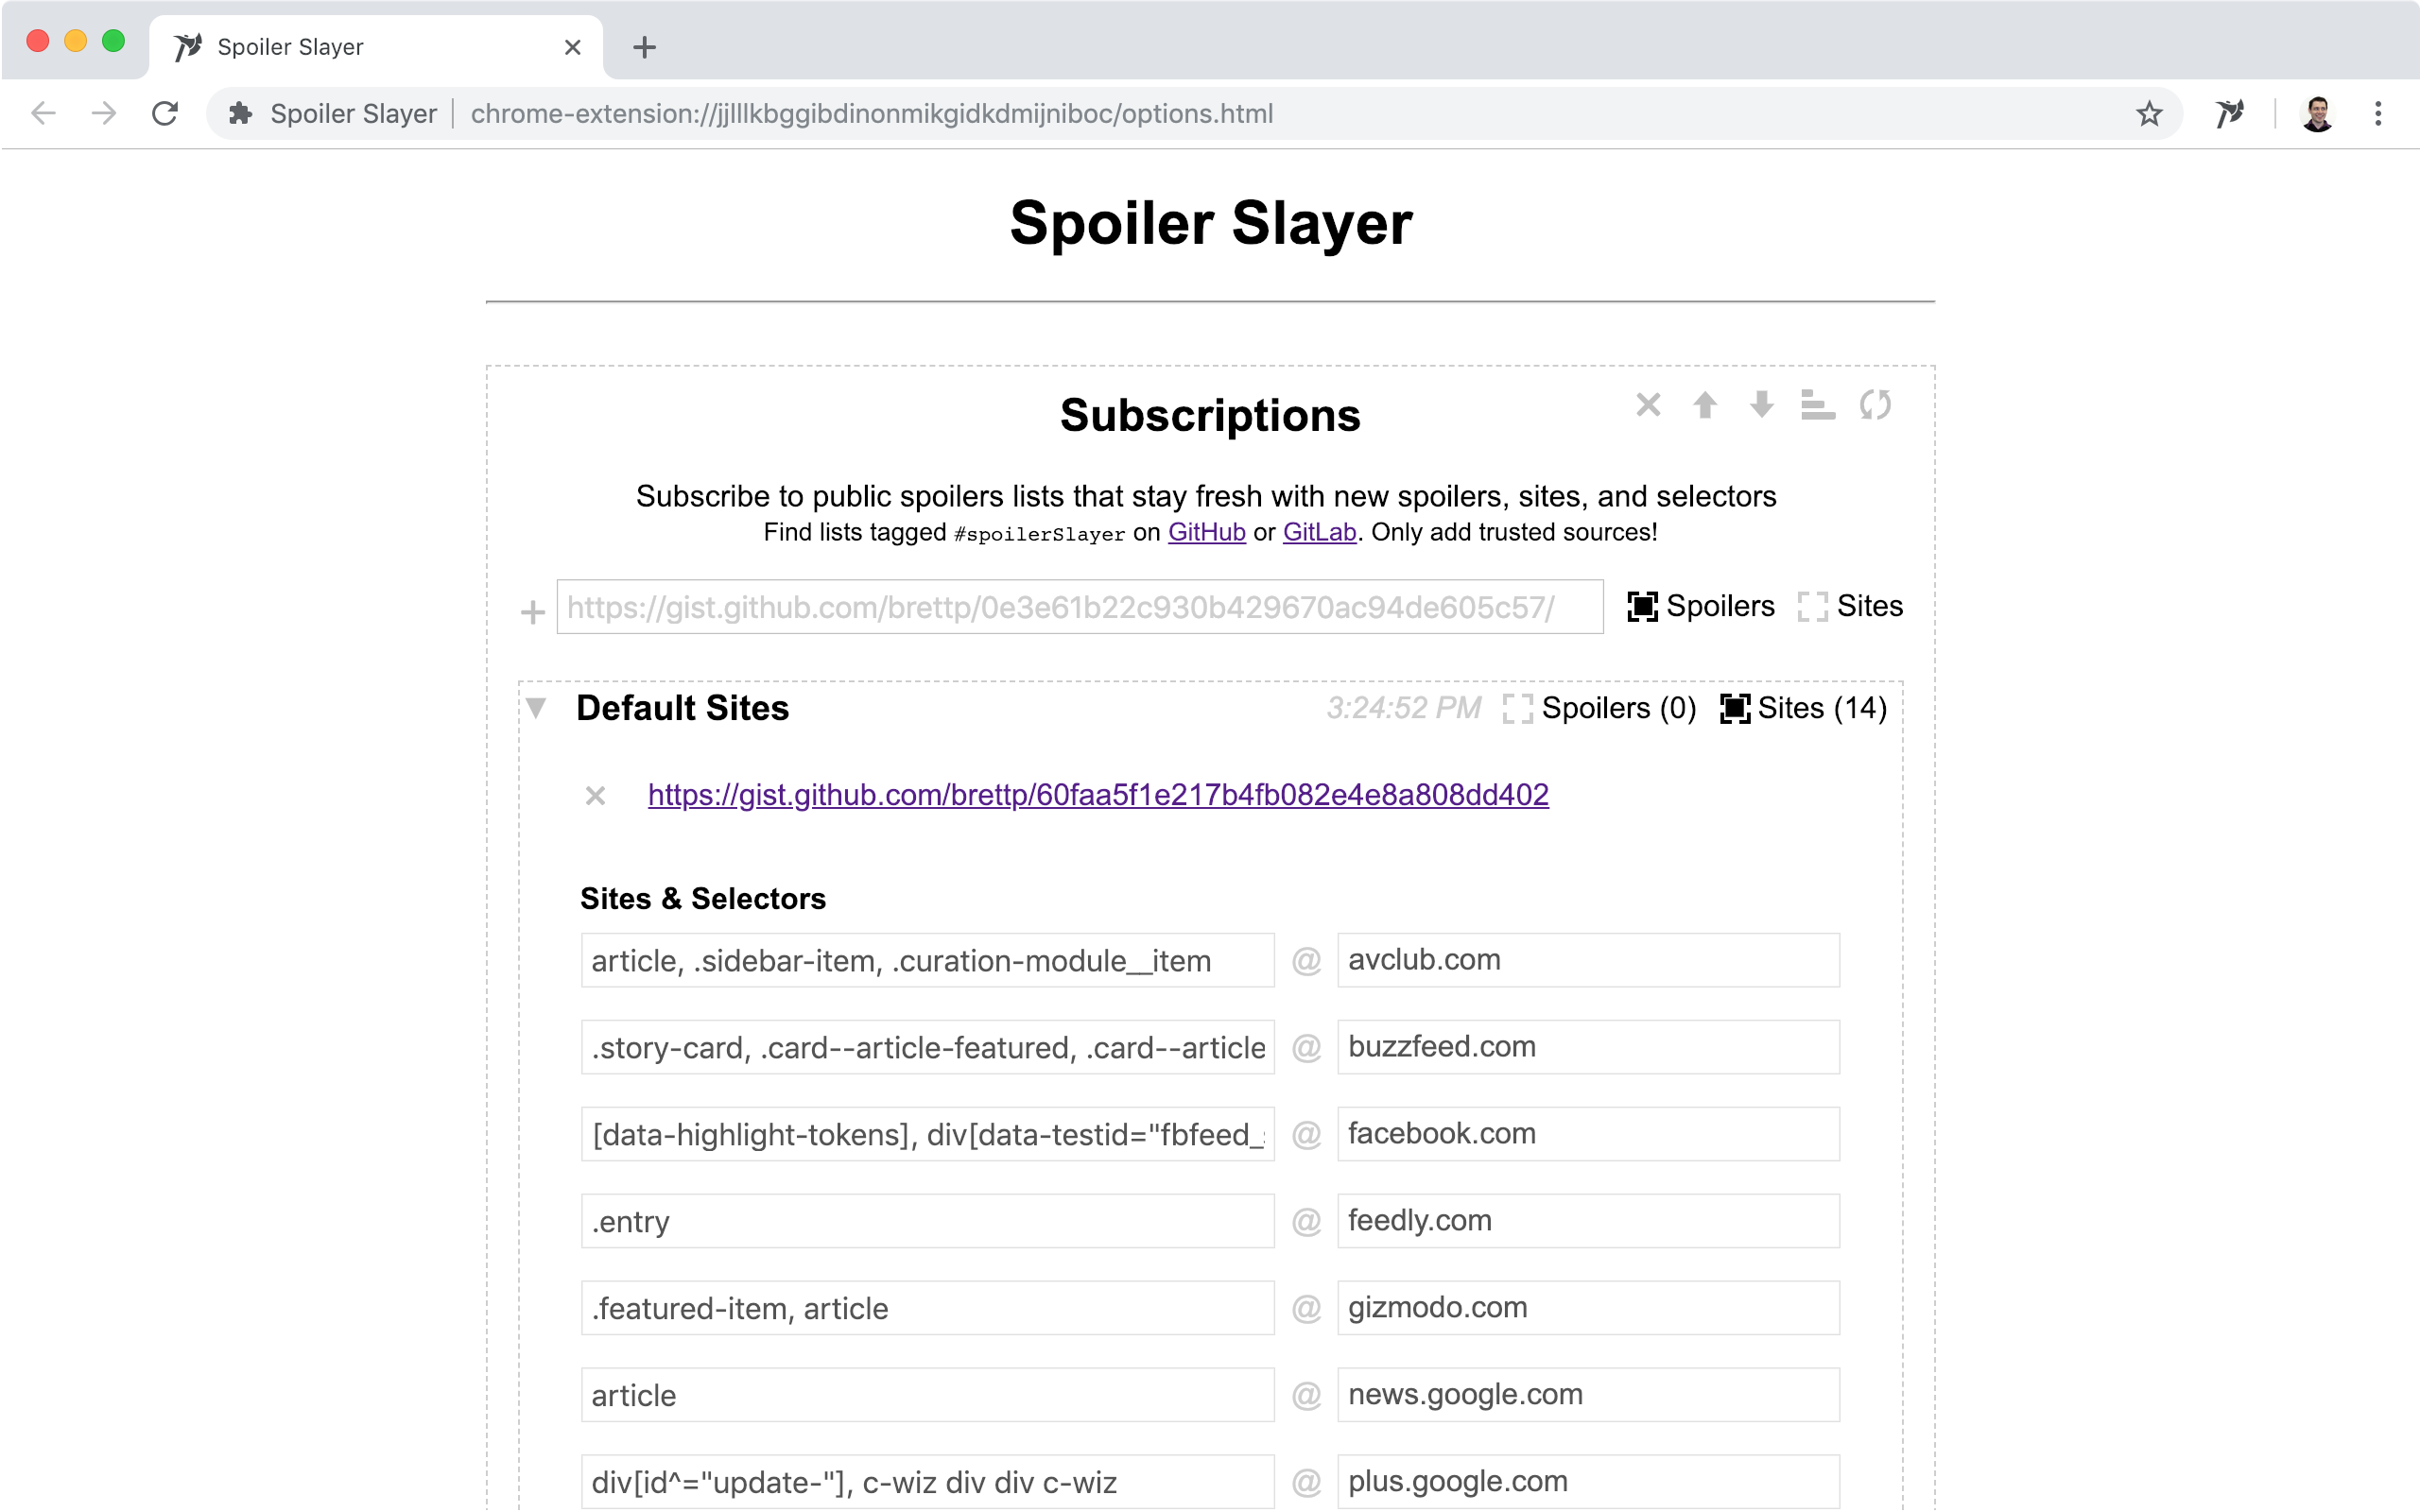 Spoiler Slayer
Spoiler Slayer | chrome-extension://jjlllkbggibdinonmikgidkdmijniboc/options.html
Spoiler Slayer
Subscriptions
Subscribe to public spoilers lists that stay fresh with new spoilers, sites, and selectors
Find lists tagged #spoilerSlayer on GitHub or GitLab. Only add trusted sources!
+ https://gist.github.com/brettp/0e3e61b22c930b429670ac94de605c57/ Spoilers Sites
Default Sites 3:24:52 PM Spoilers (0) Sites (14)
https://gist.github.com/brettp/60faa5f1e217b4fb082e4e8a808dd402
Sites & Selectors
article, .sidebar-item, .curation-module__item @ avclub.com
.story-card, .card--article-featured, .card--article @ buzzfeed.com
[data-highlight-tokens], div[data-testid="fbfeed_ @ facebook.com
.entry @ feedly.com
.featured-item, article @ gizmodo.com
article @ news.google.com
div[id^="update-"], c-wiz div div c-wiz @ plus.google.com